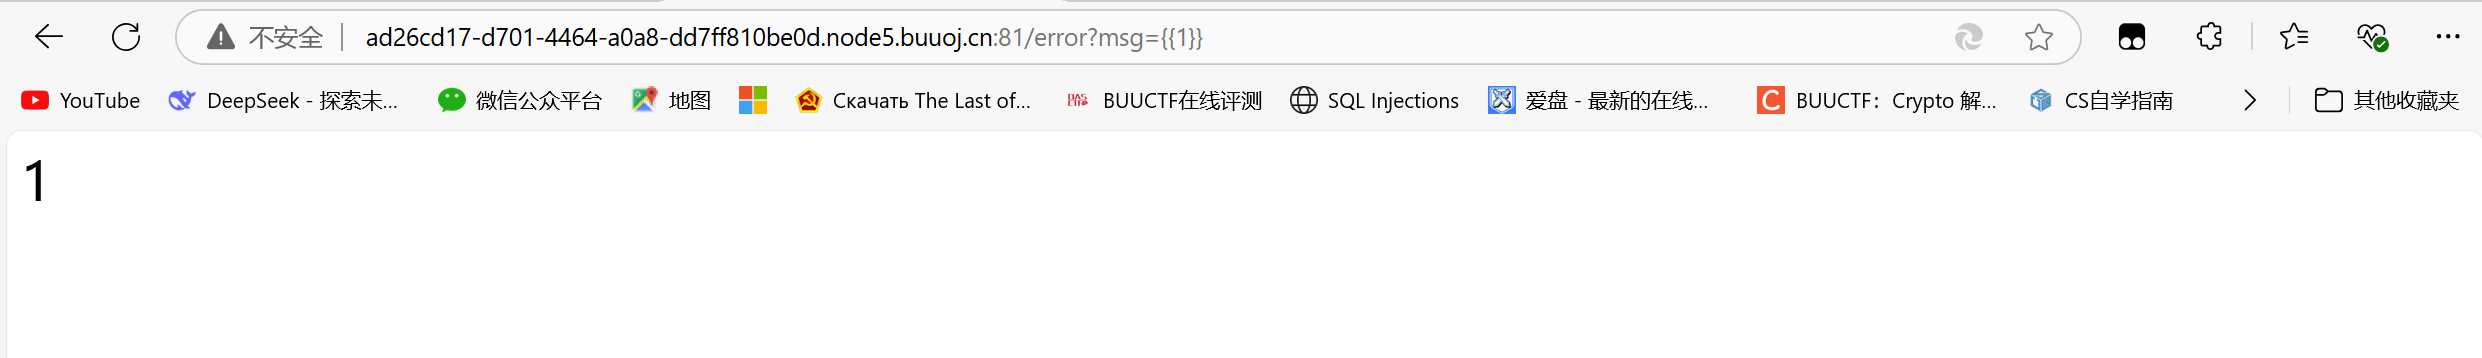 不安全 ad26cd17-d701-4464-a0a8-dd7ff810be0d.node5.buuoj.cn:81/error?msg={{1}}
YouTube DeepSeek - 探索未... 微信公众平台 地图 Скачать The Last of... BUUCTF在线评测 SQL Injections 爱盘 - 最新的在线... BUUCTF：Crypto 解... CS自学指南 其他收藏夹
1